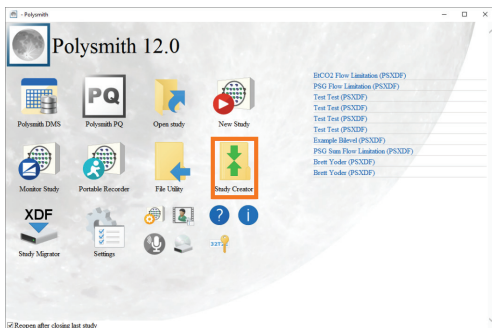 - Polysmith
Polysmith 12.0
PQ
Polysmith DMS
Polysmith PQ
Open study
New Study
Monitor Study
Portable Recorder
File Utility
Study Creator
XDF
Study Migrator
Settings
?
i
327
EtCO2 Flow Limitation (PSXDF)
PSG Flow Limitation (PSXDF)
Test Test (PSXDF)
Test Test (PSXDF)
Test Test (PSXDF)
Test Test (PSXDF)
Example Bilevel (PSXDF)
PSG Sum Flow Limitation (PSXDF)
Brett Yoder (PSXDF)
Brett Yoder (PSXDF)
Reopen after closing last study